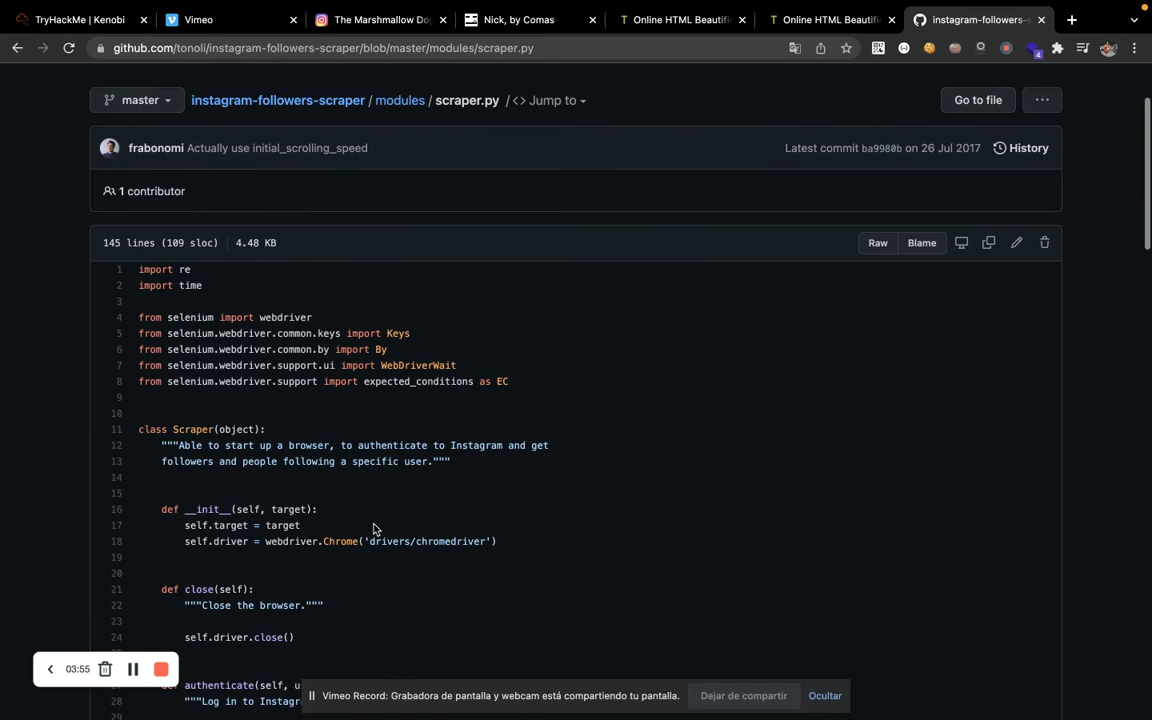 TryHackMe | Kenobi
Vimeo
The Marshmallow Do
Nick, by Comas
Online HTML Beautifi
Online HTML Beautif
instagram-followers-s
github.com/tonoli/instagram-followers-scraper/blob/master/modules/scraper.py
4
master
instagram-followers-scraper / modules / scraper.py / <> Jump to
Go to file
...
frabonomi Actually use initial_scrolling_speed
Latest commit ba9980b on 26 Jul 2017
History
1 contributor
145 lines (109 sloc) | 4.48 KB
Raw
Blame
1 import re
2 import time
3
4 from selenium import webdriver
5 from selenium.webdriver.common.keys import Keys
6 from selenium.webdriver.common.by import By
7 from selenium.webdriver.support.ui import WebDriverWait
8 from selenium.webdriver.support import expected_conditions as EC
9
10
11 class Scraper(object):
12 """Able to start up a browser, to authenticate to Instagram and get
13 followers and people following a specific user."""
14
15
16 def __init__(self, target):
17 self.target = target
18 self.driver = webdriver.Chrome('drivers/chromedriver')
19
20
21 def close(self):
22 """Close the browser."""
23
24 self.driver.close()
authenticate(self, u
28 """Log in to Instagr
29
03:55
Vimeo Record: Grabadora de pantalla y webcam está compartiendo tu pantalla.
Dejar de compartir
Ocultar